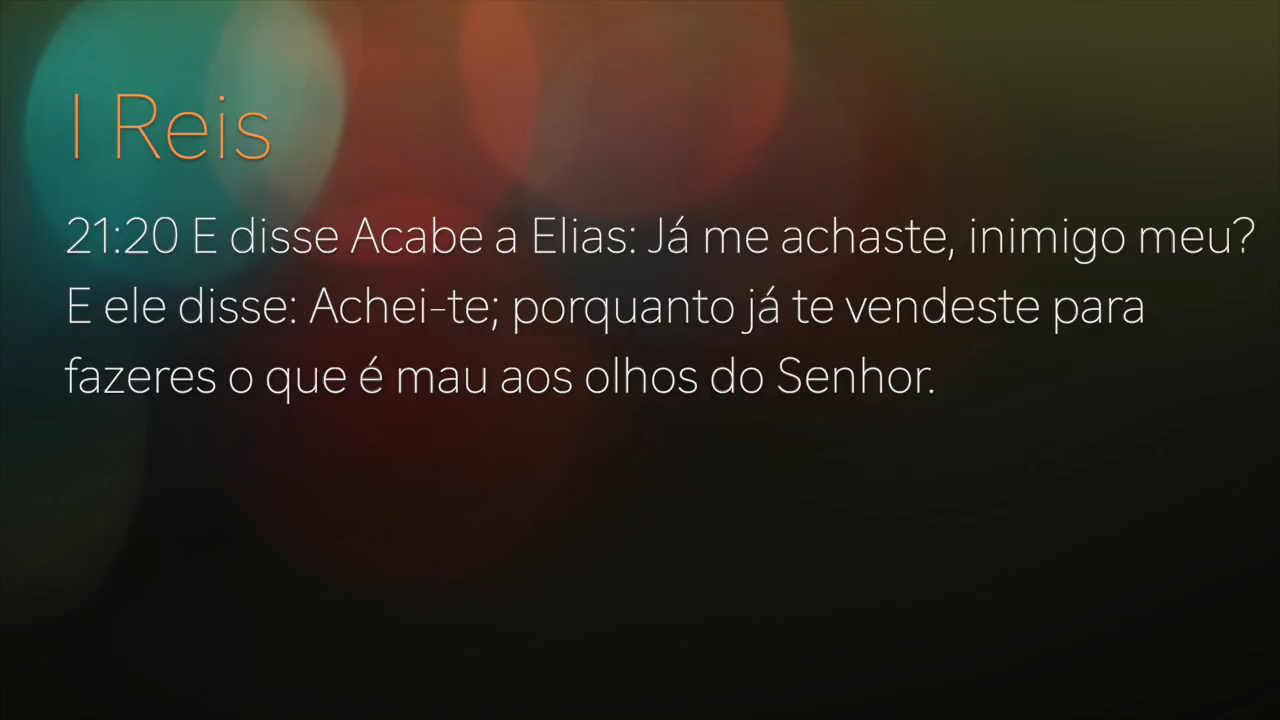 I Reis
21:20 E disse Acabe a Elias: Já me achaste, inimigo meu?
E ele disse: Achei-te; porquanto já te vendeste para
fazeres o que é mau aos olhos do Senhor.